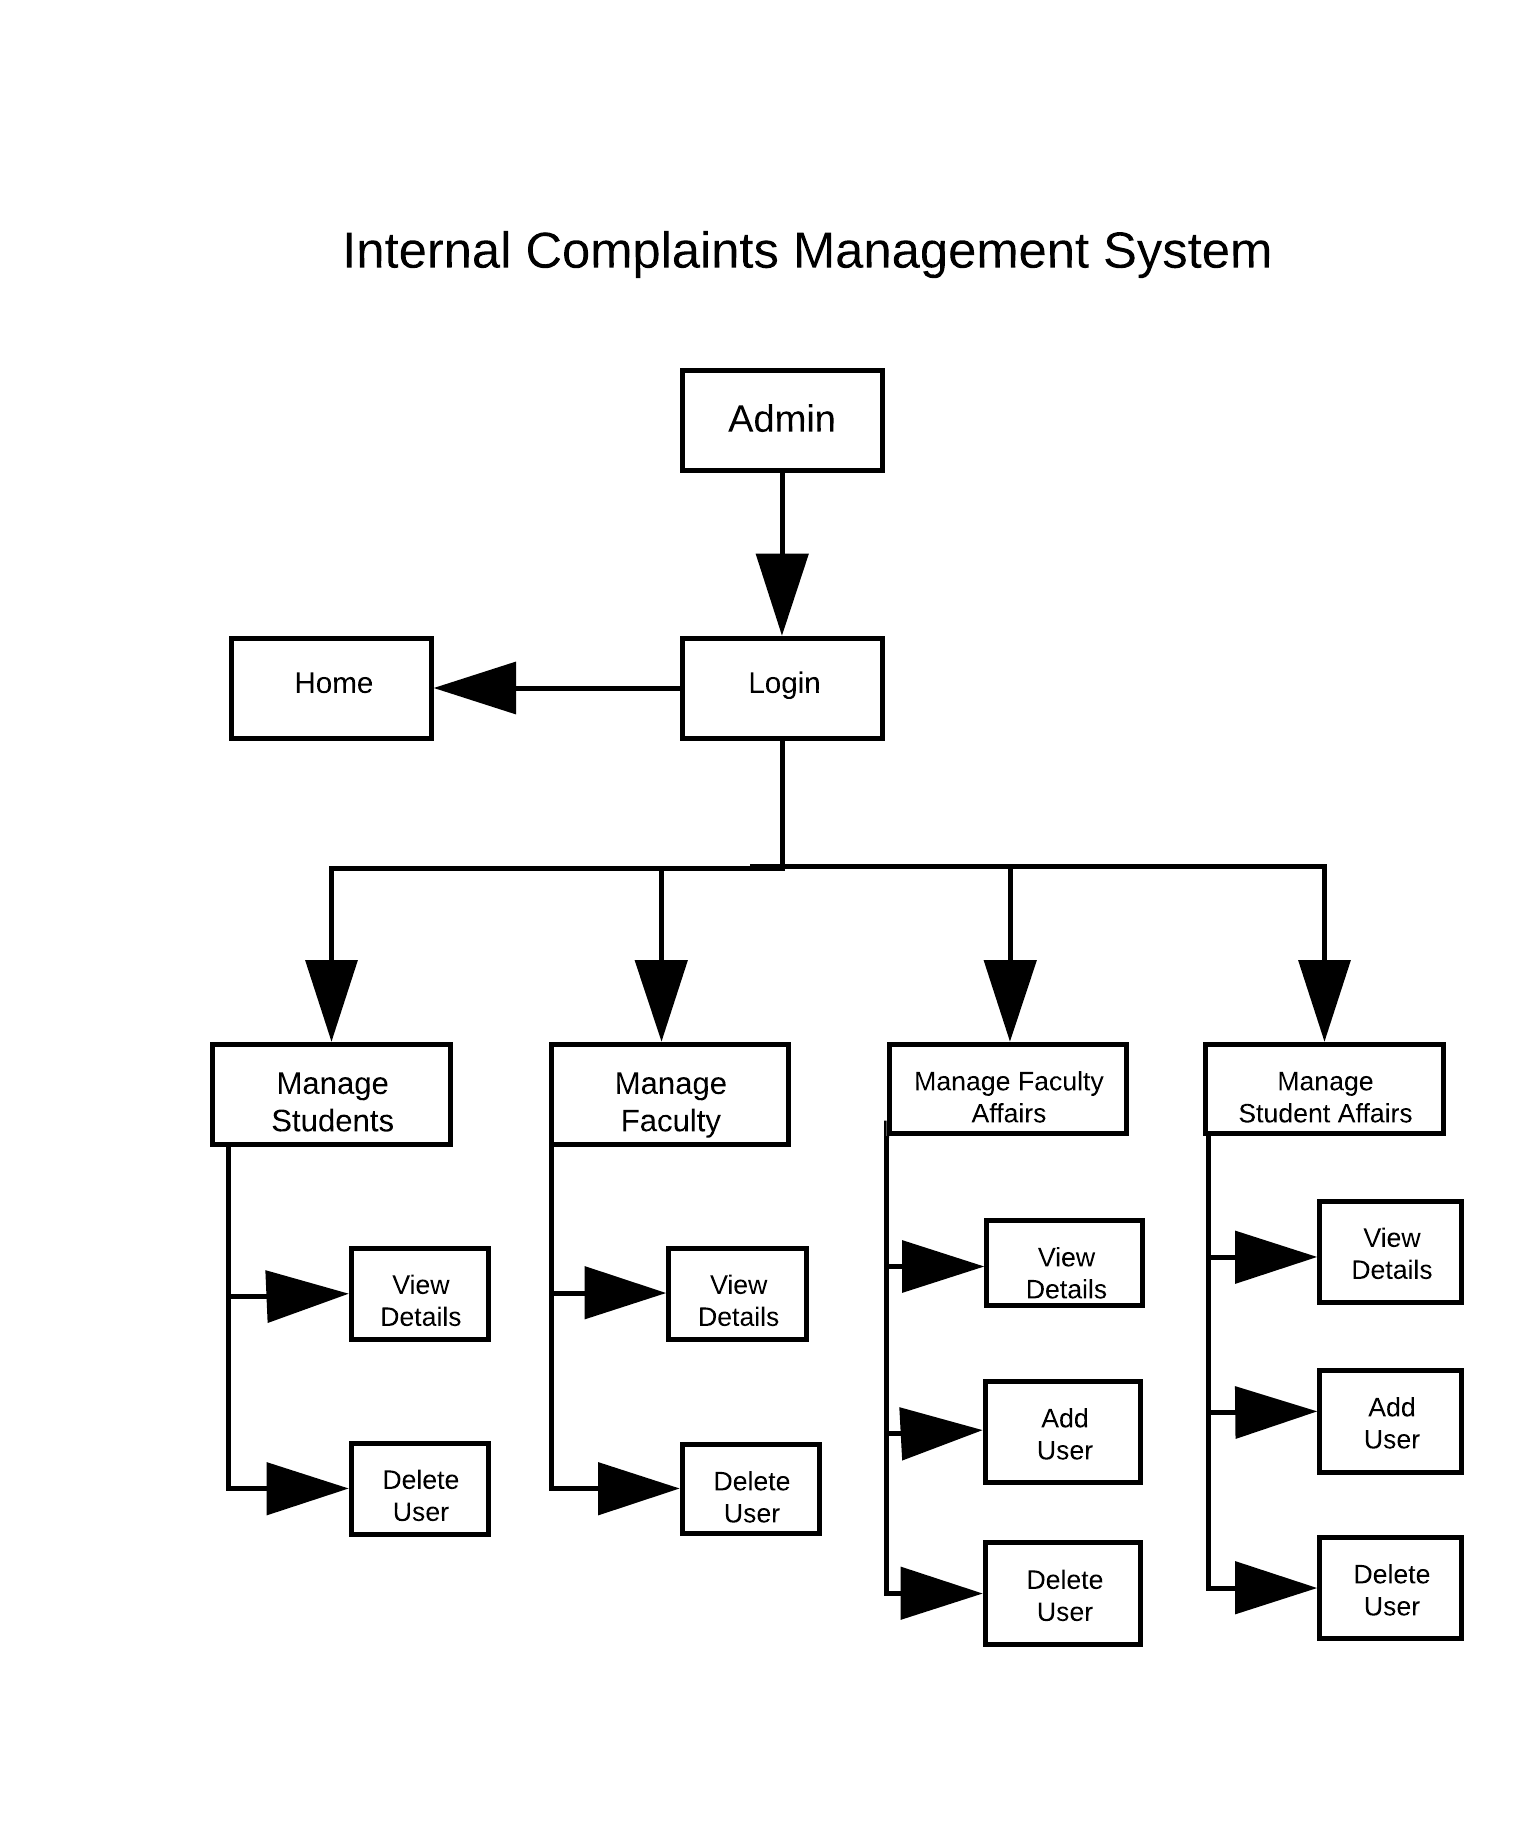 Internal Complaints Management System
Admin
Home
Login
Manage
Students
Manage
Faculty
Manage Faculty
Affairs
Manage
Student Affairs
View
Details
View
Details
View
Details
View
Details
Add
User
Add
User
Delete
User
Delete
User
Delete
User
Delete
User